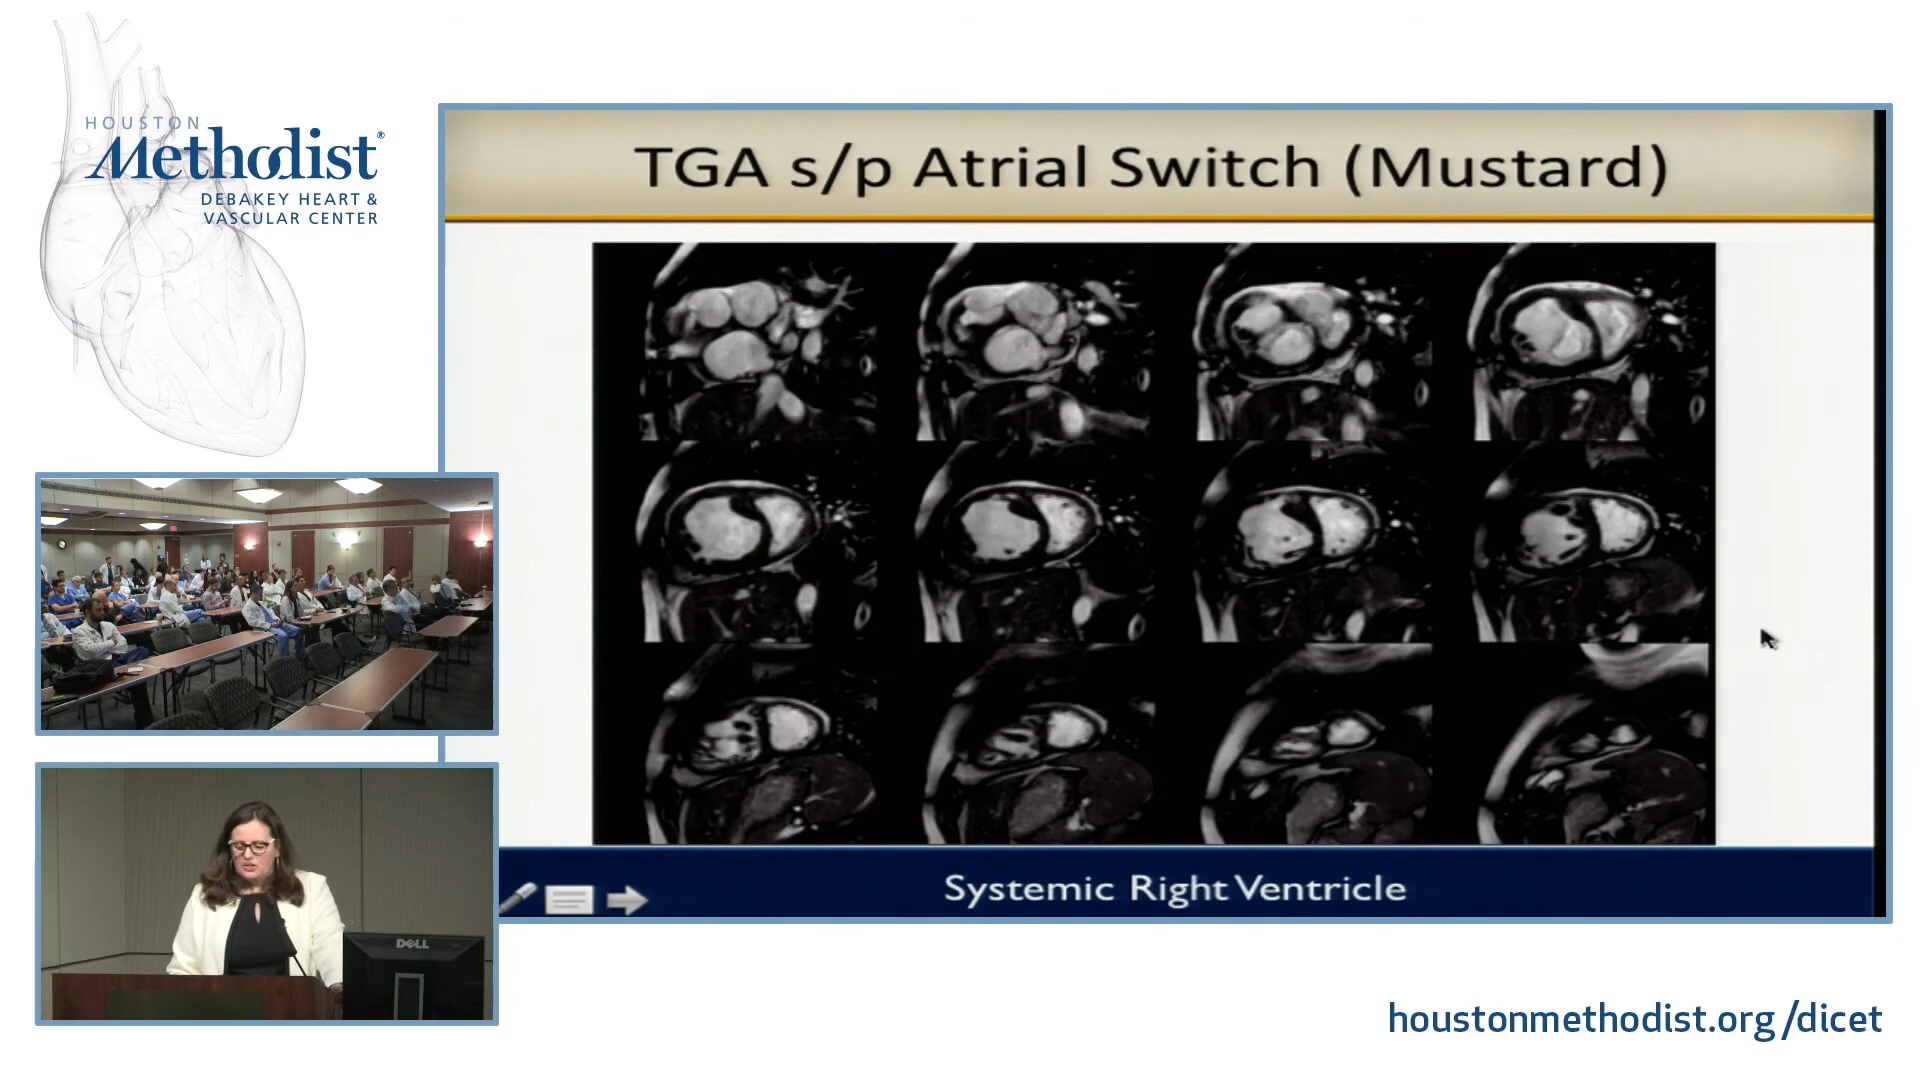 HOUSTON
Methodist®
DEBAKEY HEART &
VASCULAR CENTER
TGA s/p Atrial Switch (Mustard)
Systemic Right Ventricle
DELL
houstonmethodist.org/dicet